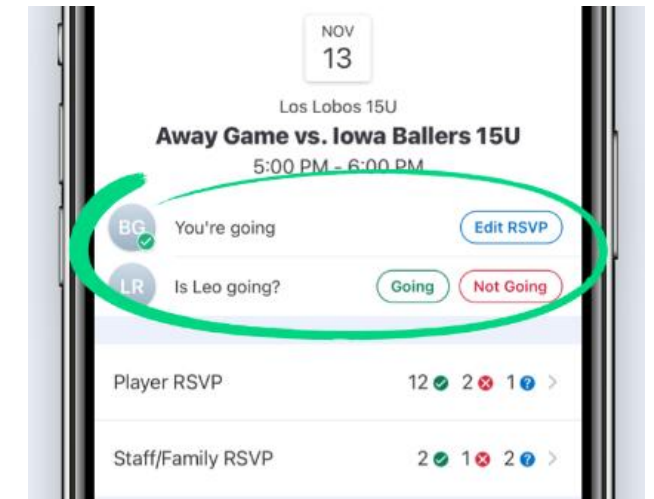 NOV
13
Los Lobos 15U
Away Game vs. Iowa Ballers 15U
5:00 PM - 6:00 PM
BG You're going Edit RSVP
LR Is Leo going? Going Not Going
Player RSVP 12 2 1 ?
Staff/Family RSVP 2 1 2 ?